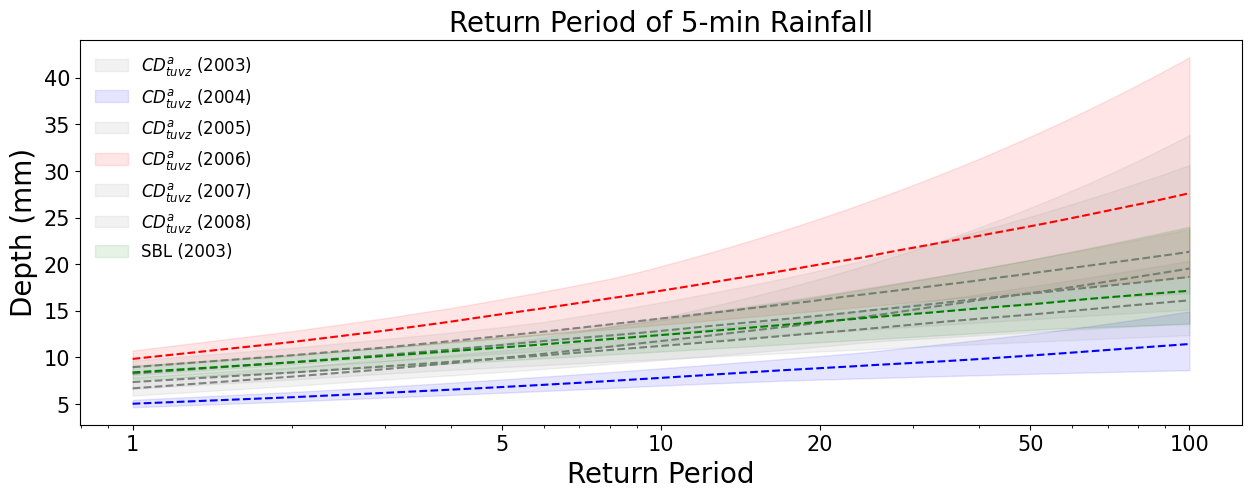 Return Period of 5-min Rainfall
Depth (mm)
40
35
30
25
20
15
10
5
CD^a_tuvz (2003)
CD^a_tuvz (2004)
CD^a_tuvz (2005)
CD^a_tuvz (2006)
CD^a_tuvz (2007)
CD^a_tuvz (2008)
SBL (2003)
1 5 10 20 50 100
Return Period